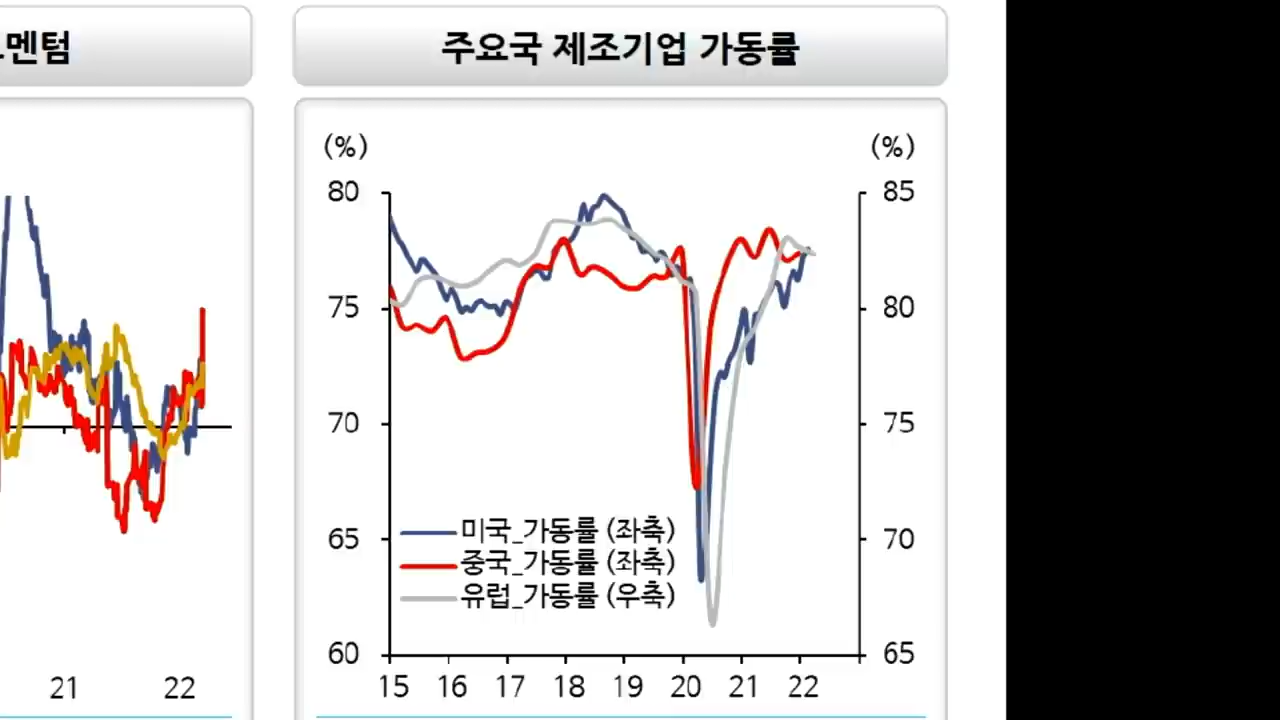 멘텀
주요국 제조기업 가동률
(%) (%)
80 85
75 80
70 75
65 70
60 65
미국_가동률 (좌축)
중국_가동률 (좌축)
유럽_가동률 (우축)
15 16 17 18 19 20 21 22
21 22